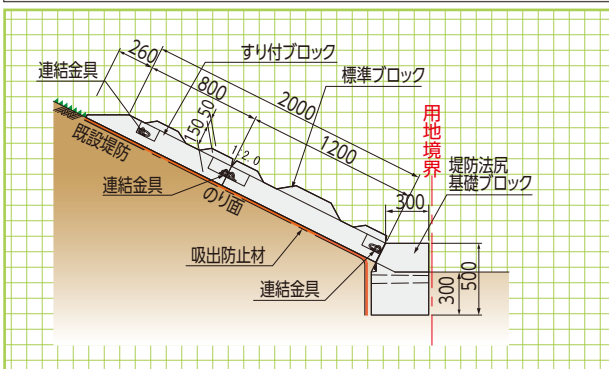 260
すり付ブロック
連結金具
800
2000
標準ブロック
50
150
1200
1:2.0
用地境界
既設堤防
堤防法尻
基礎ブロック
連結金具
のり面
300
吸出防止材
連結金具
300
500